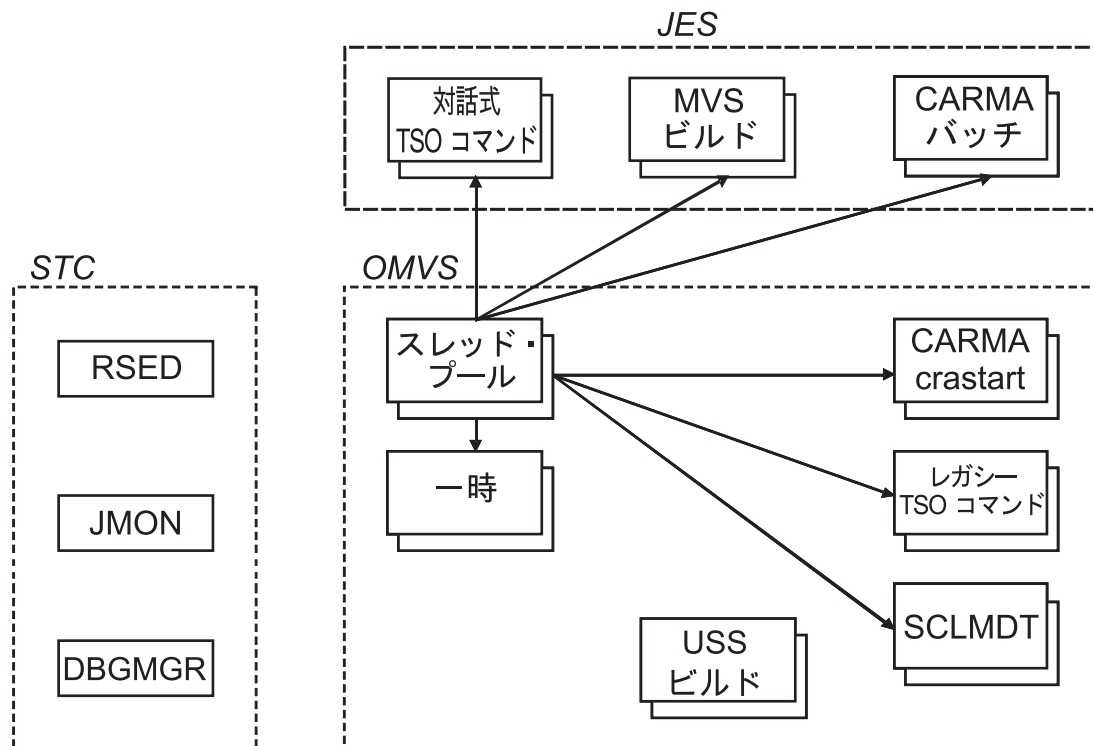 JES
対話式
TSO コマンド
MVS
ビルド
CARMA
バッチ
STC
RSED
JMON
DBGMGR
OMVS
スレッド・
プール
一時
CARMA
crastart
レガシー
TSO コマンド
SCLMDT
USS
ビルド